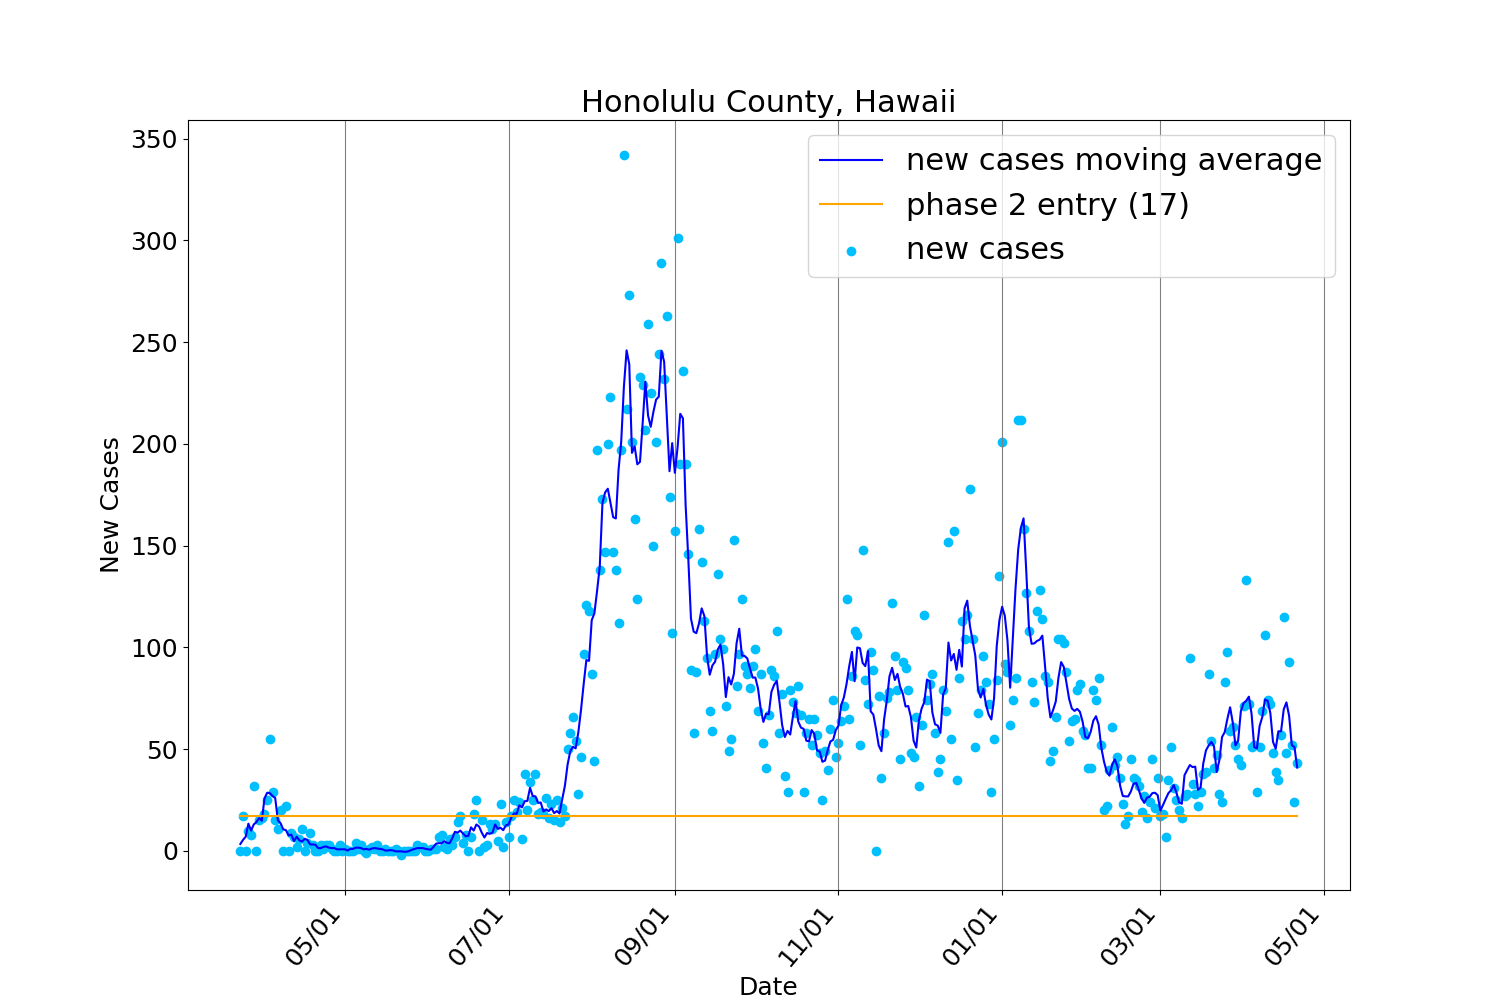 Honolulu County, Hawaii
350
300
250
200
150
100
50
0
New Cases
new cases moving average
phase 2 entry (17)
new cases
05/01
07/01
09/01
11/01
01/01
03/01
05/01
Date